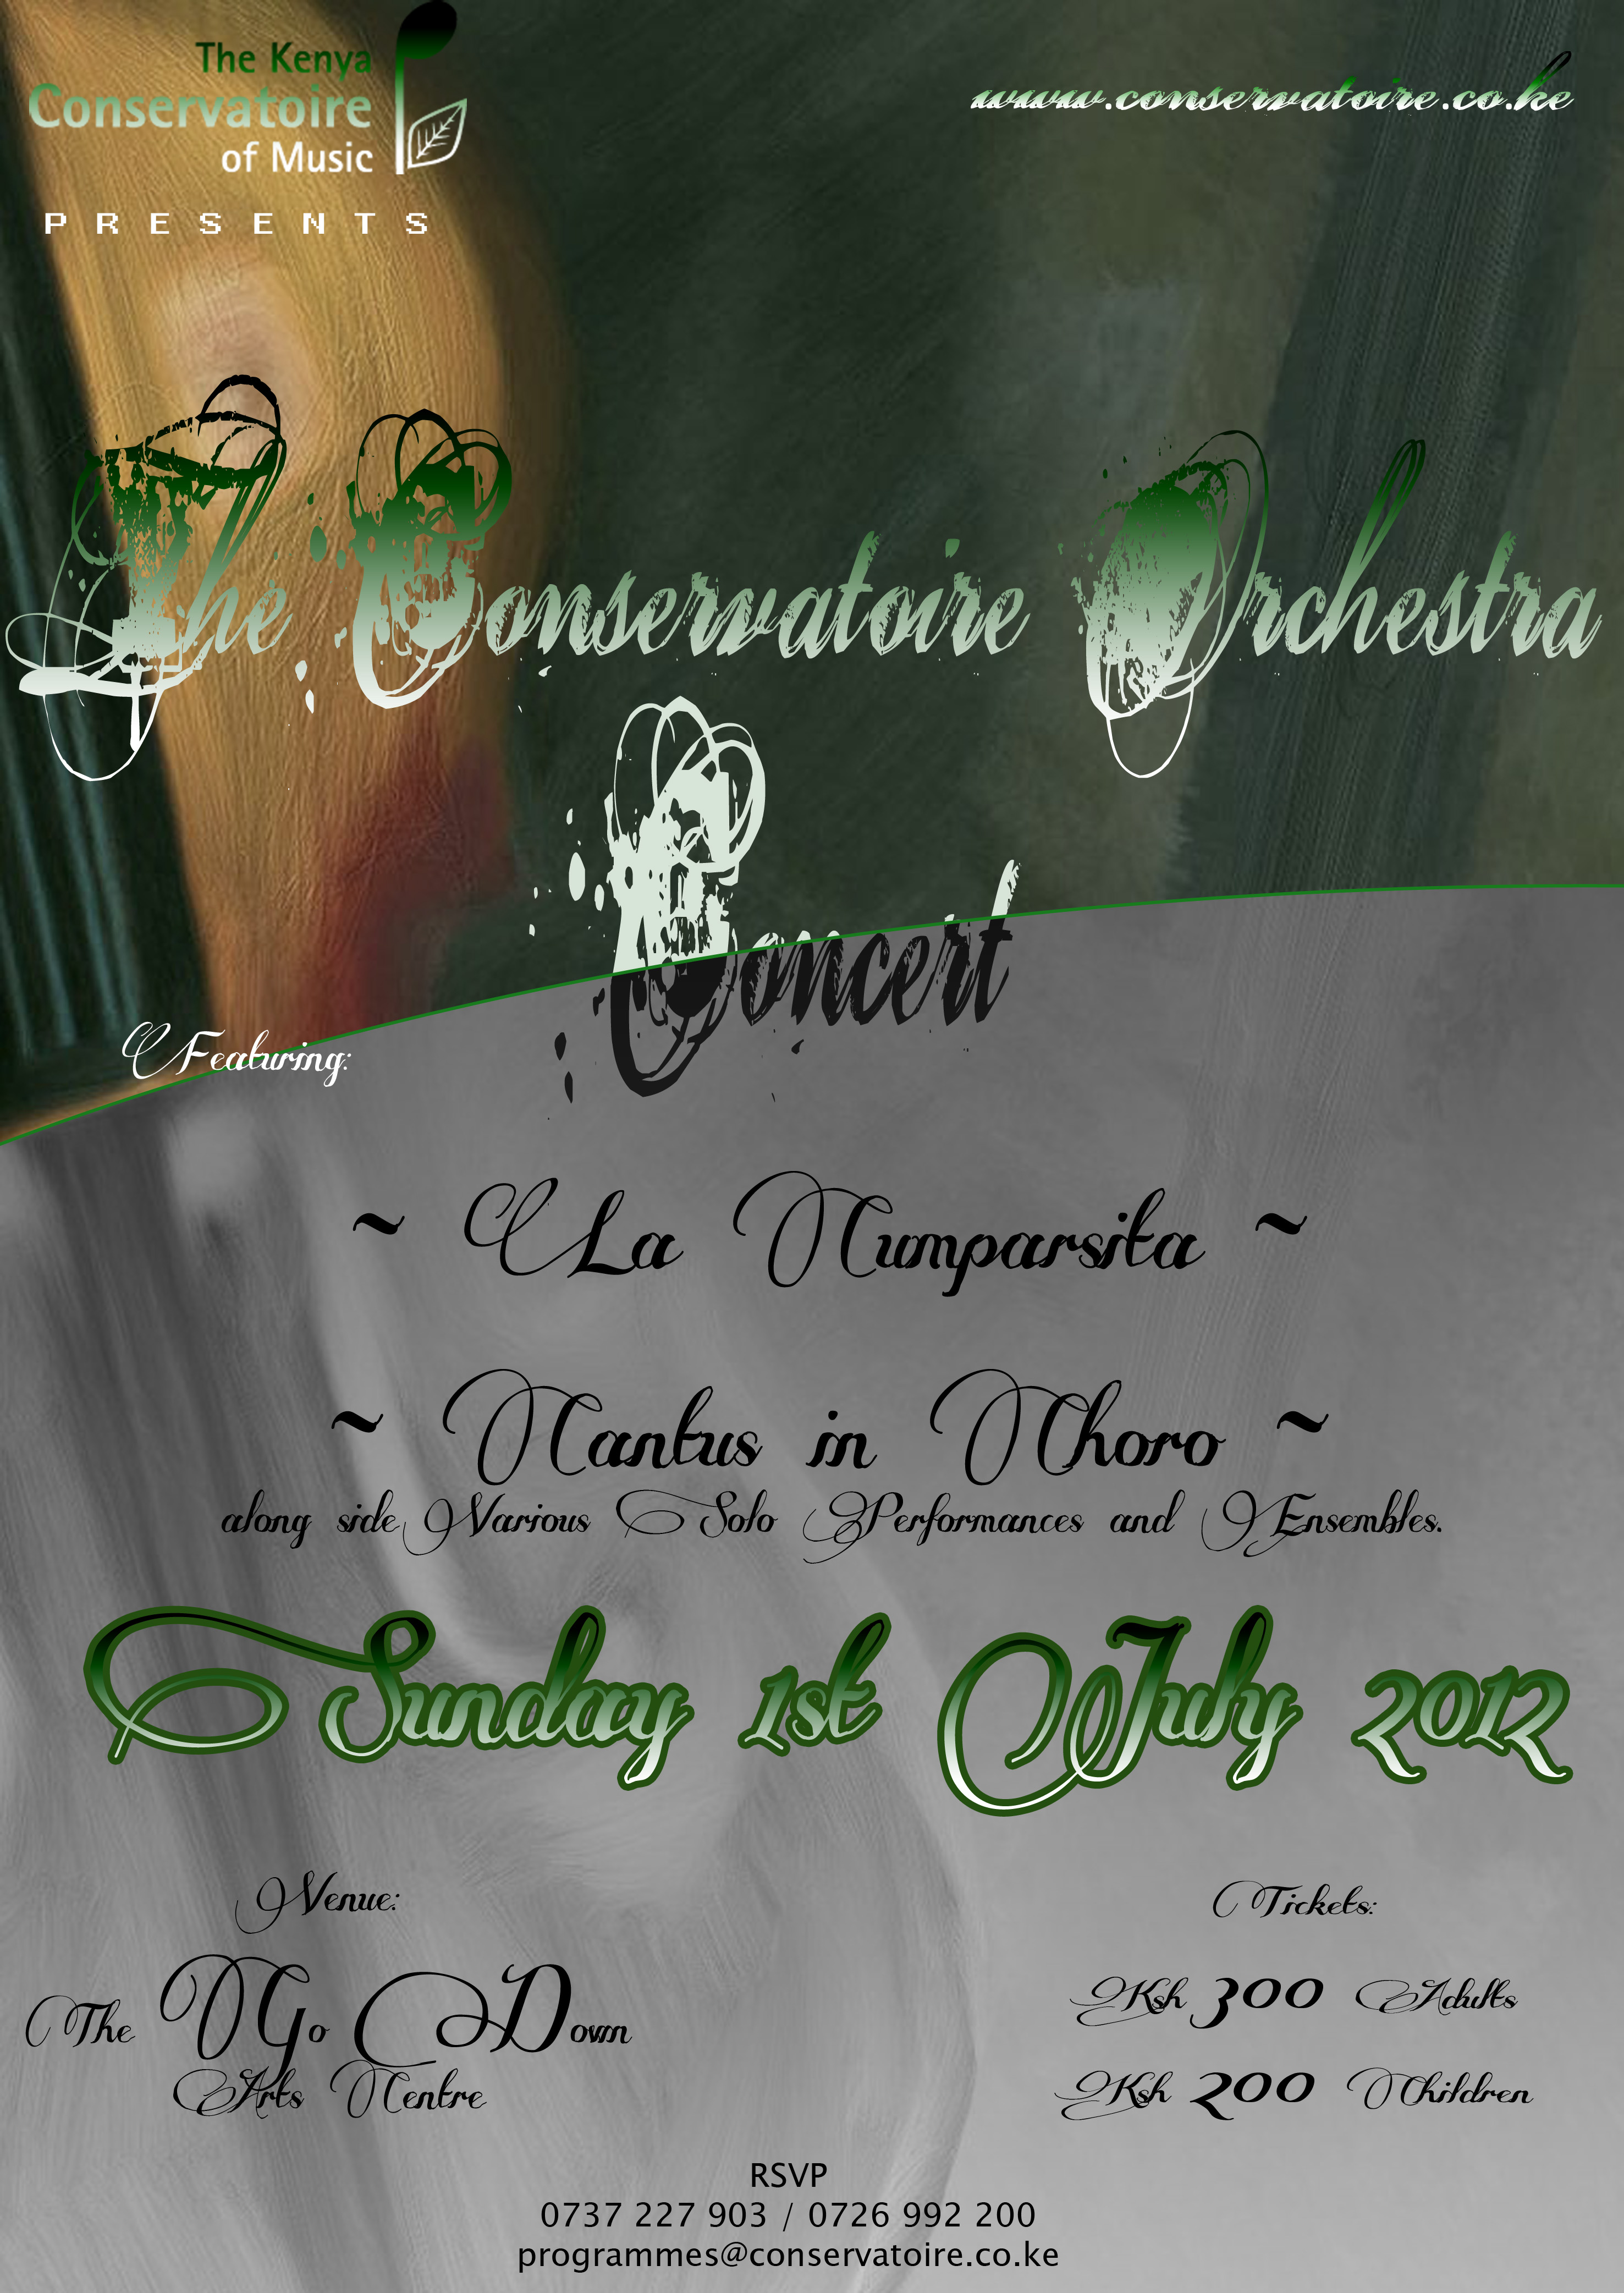 The Kenya
Conservatoire
of Music
PRESENTS
www.conservatoire.co.ke
The Conservatoire Orchestra
Concert
Featuring:
~ La Cumparsita ~
~ Cantus in Choro ~
along side Various Solo Performances and Ensembles.
Sunday 1st July 2012
Venue:
The Go Down
Arts Centre
Tickets:
Ksh 300 Adults
Ksh 200 Children
RSVP
0737 227 903 / 0726 992 200
programmes@conservatoire.co.ke